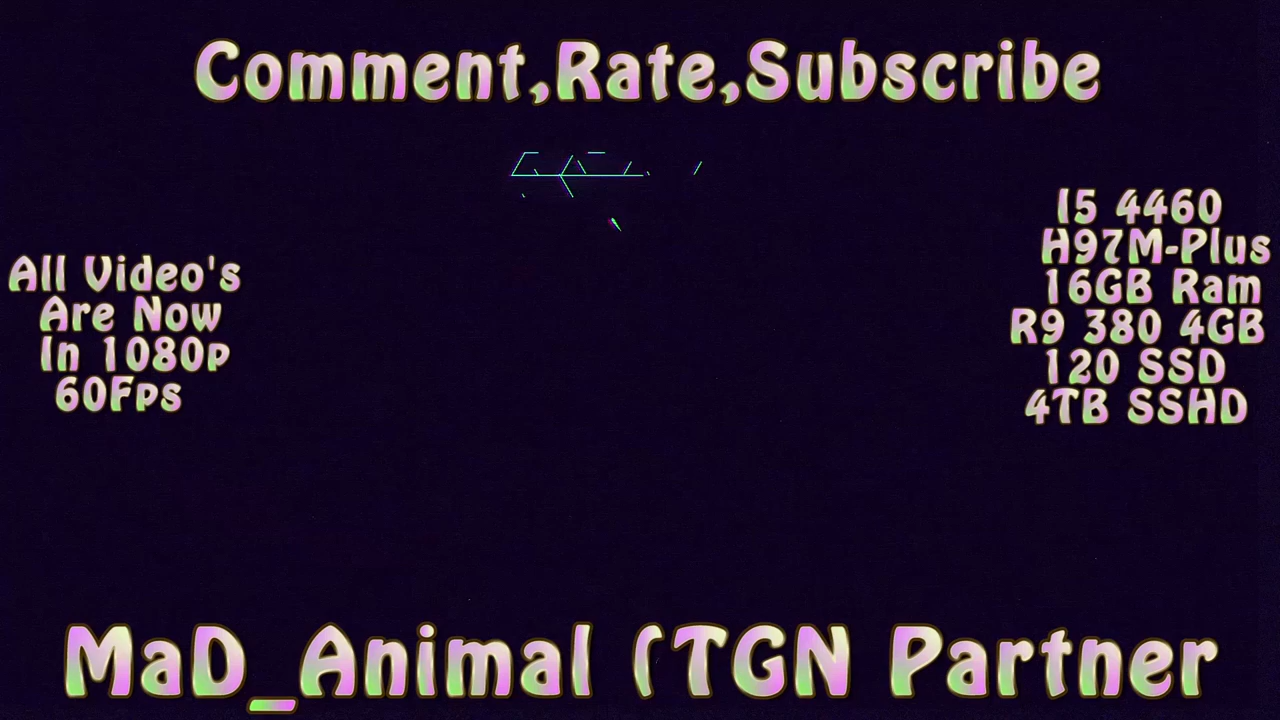 Comment,Rate,Subscribe
All Video's
Are Now
In 1080p
60Fps
I5 4460
H97M-Plus
16GB Ram
R9 380 4GB
120 SSD
4TB SSHD
MaD_Animal (TGN Partner